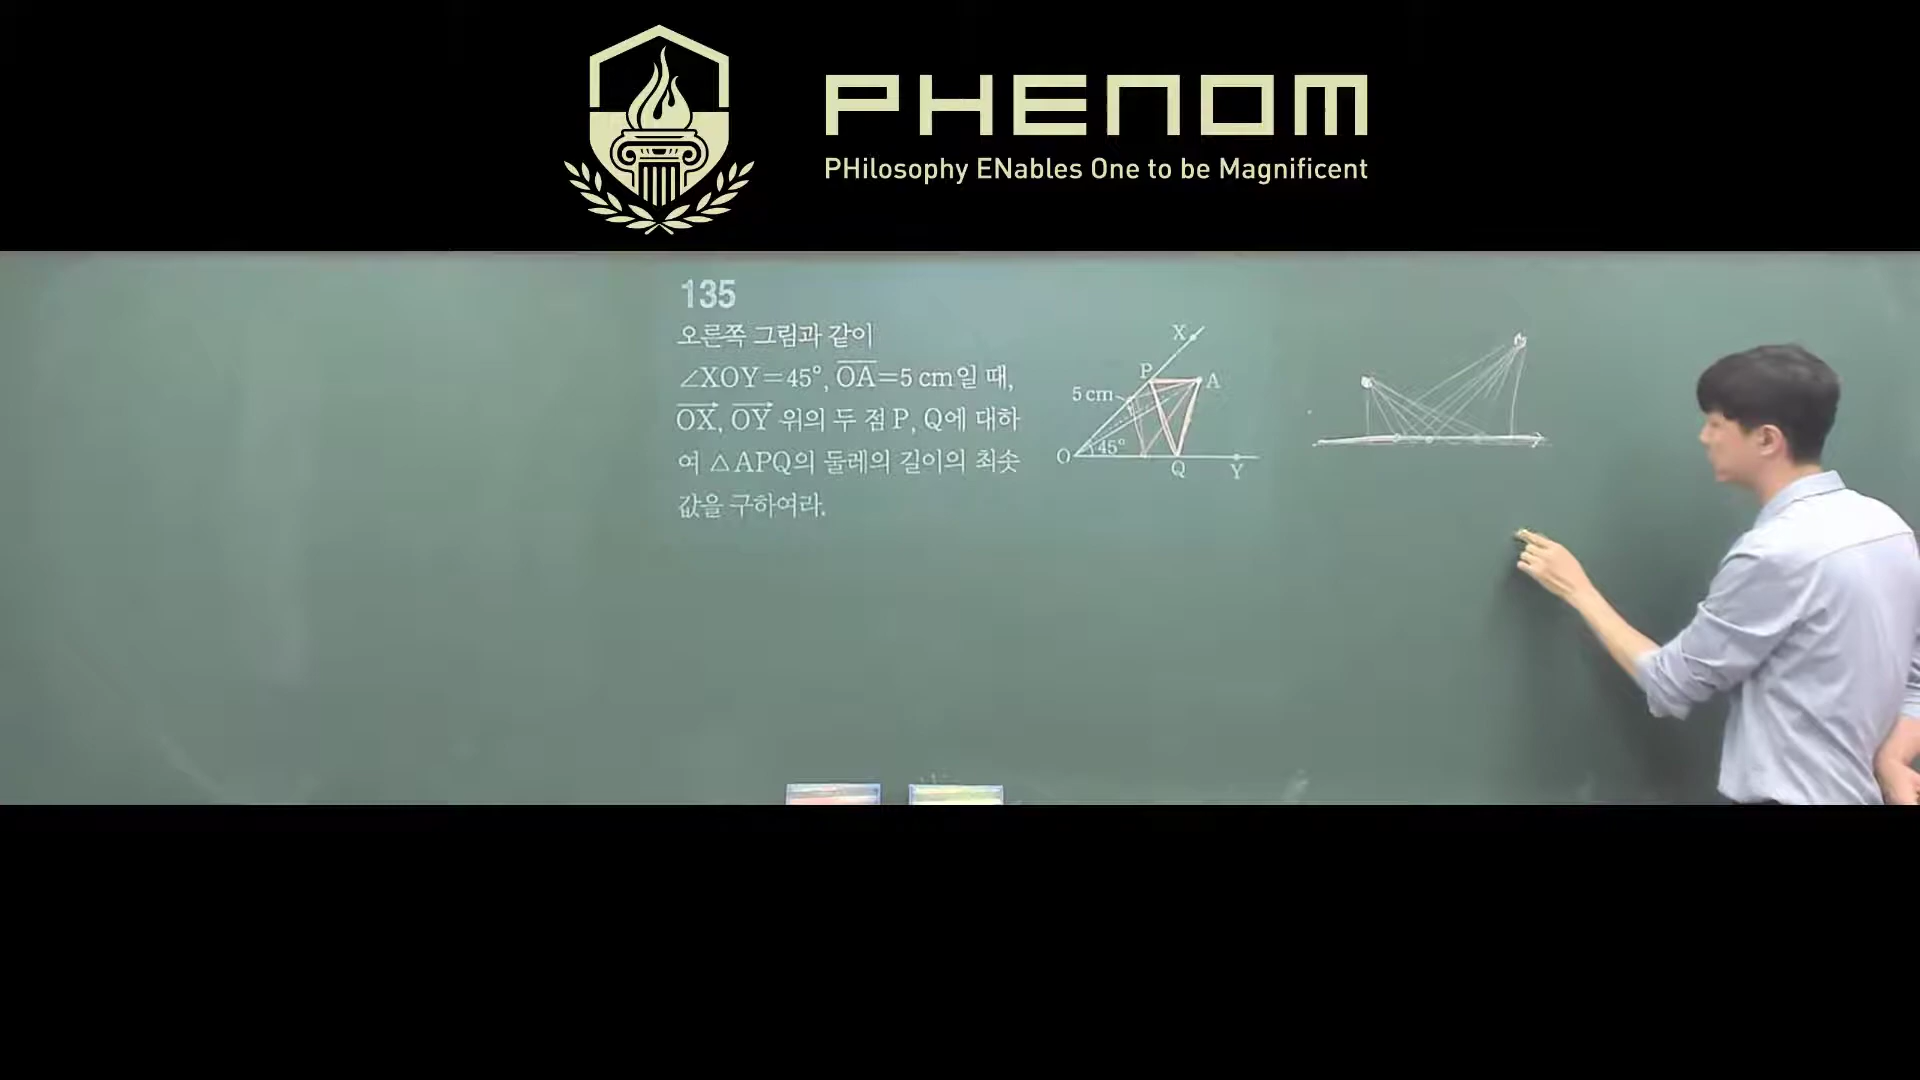 PHENOM
PHilosophy ENables One to be Magnificent
135
오른쪽 그림과 같이
∠XOY=45°, OA=5 cm일 때,
OX, OY 위의 두 점 P, Q에 대하
여 △APQ의 둘레의 길이의 최솟
값을 구하여라.
X
P
A
5 cm
O
45°
Q
Y